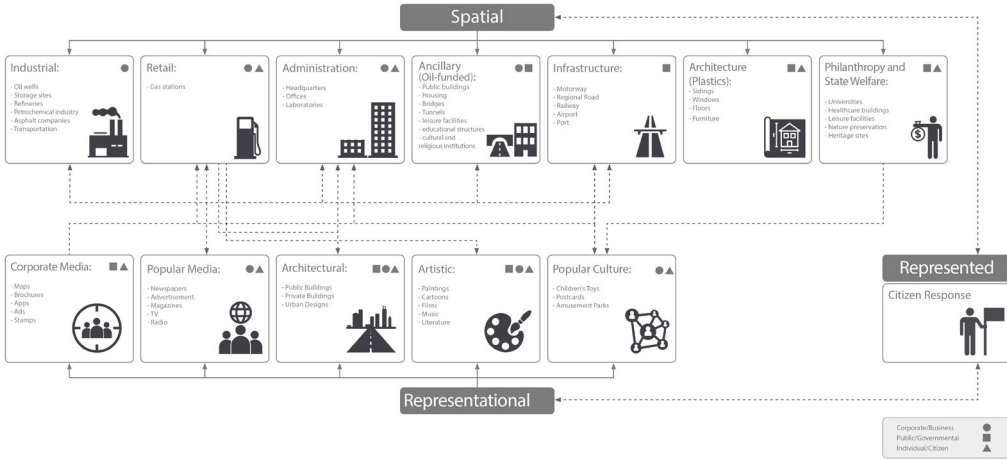 Spatial
Industrial:
- Oil wells
- Storage sites
- Refineries
- Petrochemical industry
- Asphalt companies
- Transportation
Retail:
- Gas stations
Administration:
- Headquarters
- Offices
- Laboratories
Ancillary
(Oil-funded):
- Public buildings
- Housing
- Bridges
- Tunnels
- leisure facilities
- educational structures
- cultural and
religious institutions
Infrastructure:
- Motorway
- Regional Road
- Railway
- Airport
- Port
Architecture
(Plastics):
- Sidings
- Windows
- Floors
- Furniture
Philanthropy and
State Welfare:
- Universities
- Healthcare buildings
- Leisure facilities
- Nature preservation
- Heritage sites
$
Corporate Media:
- Maps
- Brochures
- Apps
- Ads
- Stamps
Popular Media:
- Newspapers
- Advertisement
- Magazines
- TV
- Radio
Architectural:
- Public Buildings
- Private Buildings
- Urban Designs
Artistic:
- Paintings
- Cartoons
- Films
- Music
- Literature
Popular Culture:
- Children's Toys
- Postcards
- Amusement Parks
Represented
Citizen Response
Representational
Corporate/Business
Public/Governmental
Individual/Citizen